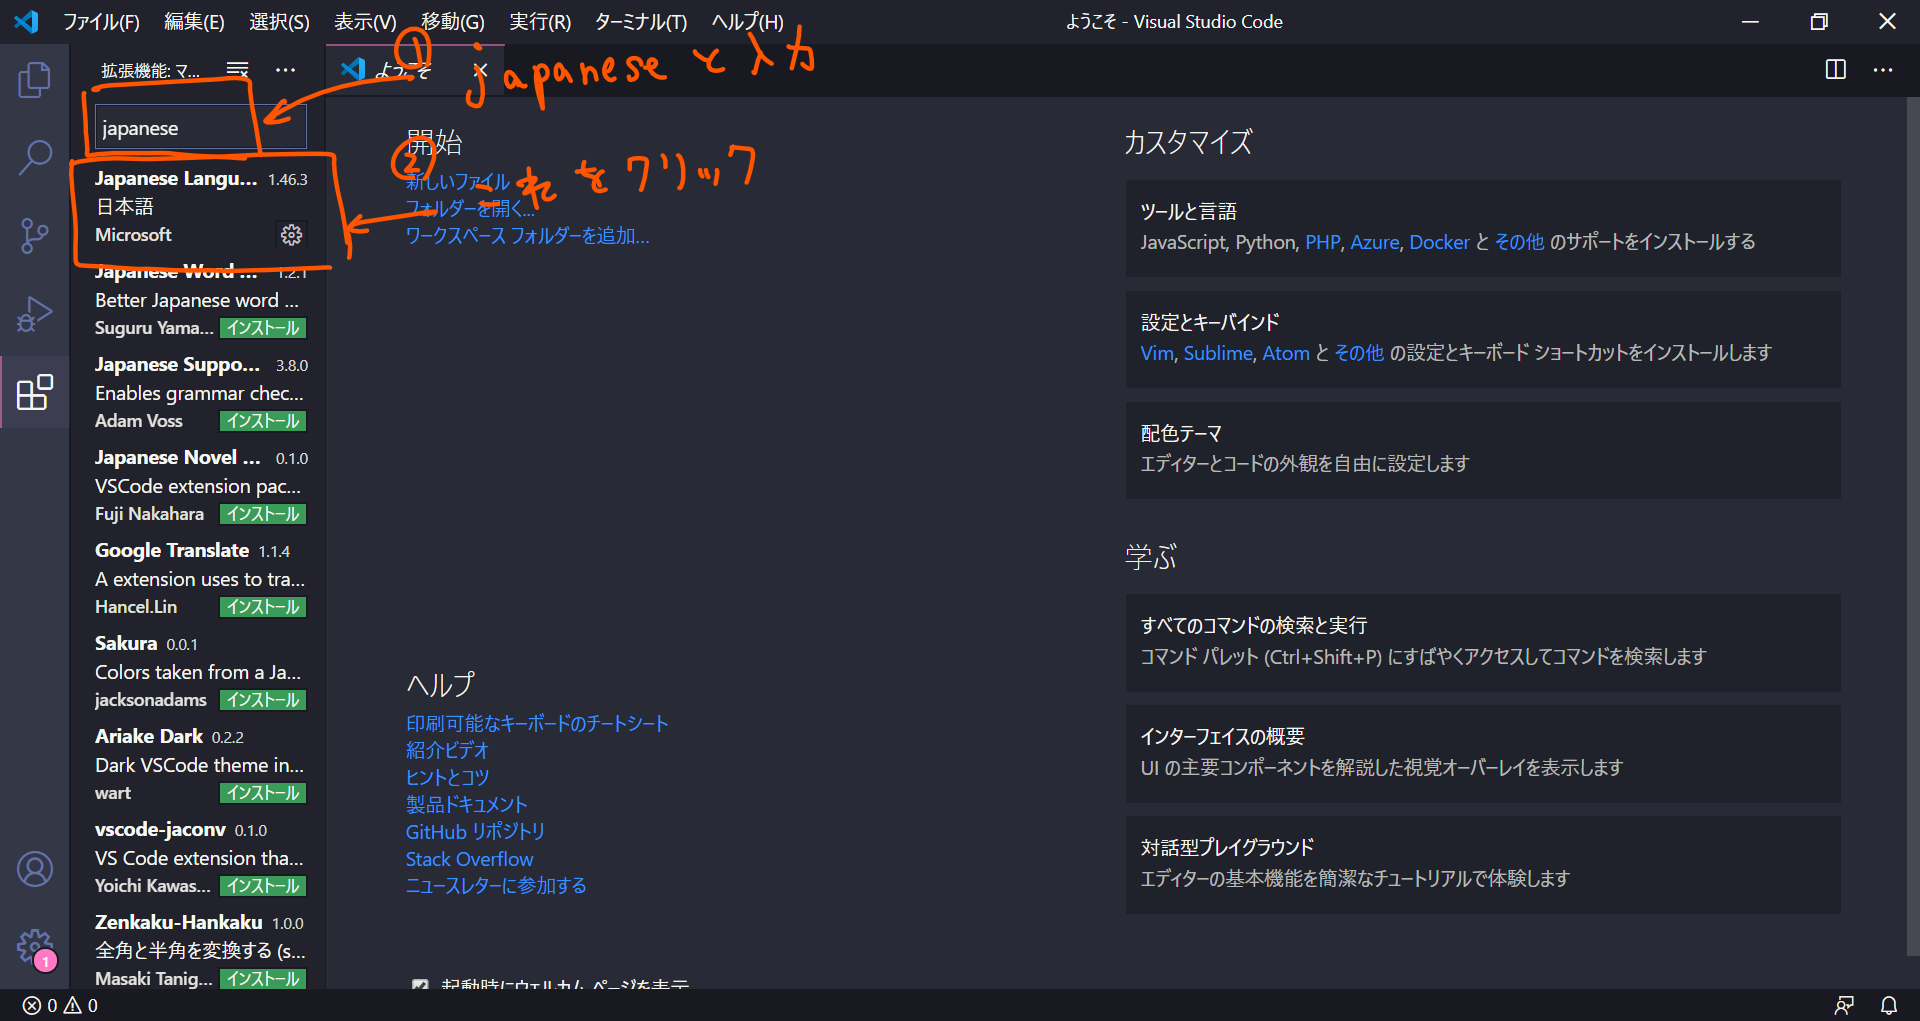 ファイル(F) 編集(E) 選択(S) 表示(V) 移動(G) 実行(R) ターミナル(T) ヘルプ(H) ようこそ - Visual Studio Code
拡張機能: マ... ようこそ
① japanese と入力
japanese
② これをクリック
Japanese Langu... 1.46.3
日本語
Microsoft
Japanese Word ... 1.2.1
Better Japanese word ...
Suguru Yama... インストール
Japanese Suppo... 3.8.0
Enables grammar chec...
Adam Voss インストール
Japanese Novel ... 0.1.0
VSCode extension pac...
Fuji Nakahara インストール
Google Translate 1.1.4
A extension uses to tra...
Hancel.Lin インストール
Sakura 0.0.1
Colors taken from a Ja...
jacksonadams インストール
Ariake Dark 0.2.2
Dark VSCode theme in...
wart インストール
vscode-jaconv 0.1.0
VS Code extension tha...
Yoichi Kawas... インストール
Zenkaku-Hankaku 1.0.0
全角と半角を変換する (s...
Masaki Tanig... インストール
開始
新しいファイル
フォルダーを開く...
ワークスペース フォルダーを追加...
ヘルプ
印刷可能なキーボードのチートシート
紹介ビデオ
ヒントとコツ
製品ドキュメント
GitHub リポジトリ
Stack Overflow
ニュースレターに参加する
起動時にウェルカム ページを表示
カスタマイズ
ツールと言語
JavaScript, Python, PHP, Azure, Docker と その他 のサポートをインストールする
設定とキーバインド
Vim, Sublime, Atom と その他 の設定とキーボード ショートカットをインストールします
配色テーマ
エディターとコードの外観を自由に設定します
学ぶ
すべてのコマンドの検索と実行
コマンド パレット (Ctrl+Shift+P) にすばやくアクセスしてコマンドを検索します
インターフェイスの概要
UI の主要コンポーネントを解説した視覚オーバーレイを表示します
対話型プレイグラウンド
エディターの基本機能を簡潔なチュートリアルで体験します
1
0 0